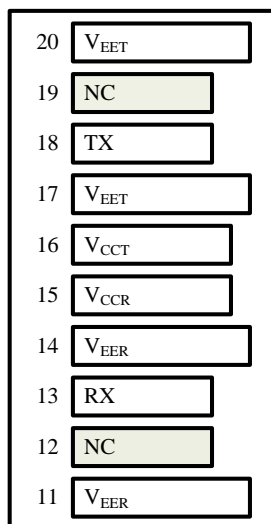 20 VEET
19 NC
18 TX
17 VEET
16 VCCT
15 VCCR
14 VEER
13 RX
12 NC
11 VEER